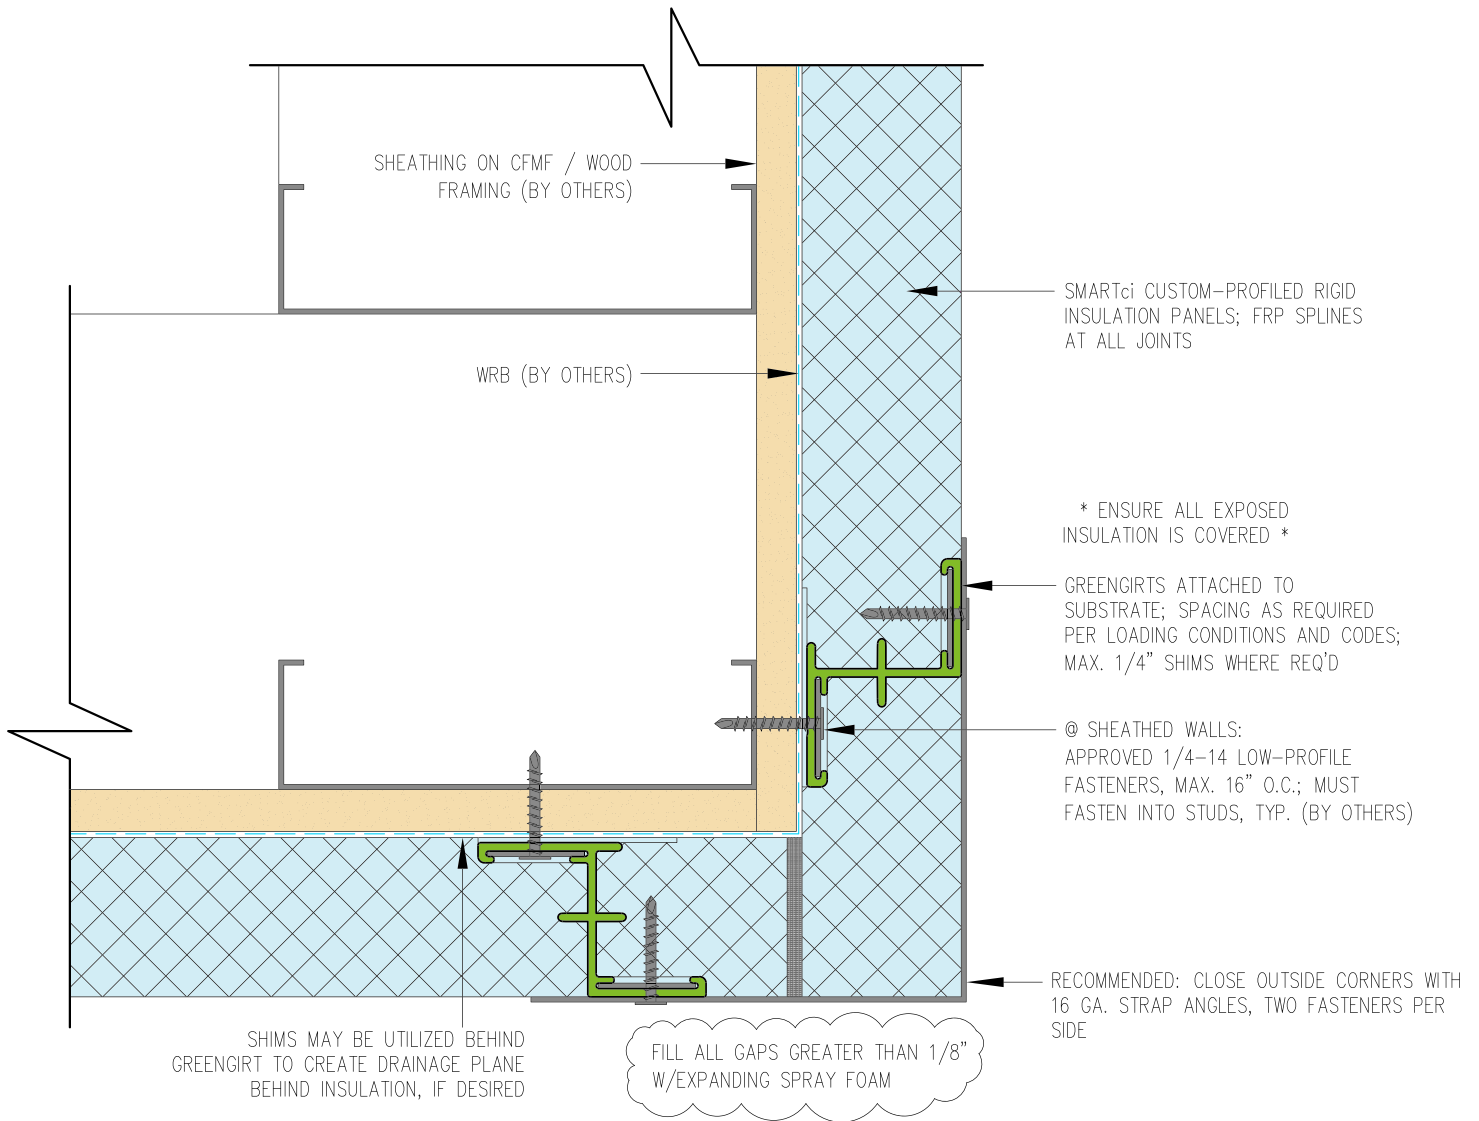 SHEATHING ON CFMF / WOOD
FRAMING (BY OTHERS)
WRB (BY OTHERS)
SMARTci CUSTOM-PROFILED RIGID
INSULATION PANELS; FRP SPLINES
AT ALL JOINTS
* ENSURE ALL EXPOSED
INSULATION IS COVERED *
GREENGIRTS ATTACHED TO
SUBSTRATE; SPACING AS REQUIRED
PER LOADING CONDITIONS AND CODES;
MAX. 1/4" SHIMS WHERE REQ'D
@ SHEATHED WALLS:
APPROVED 1/4-14 LOW-PROFILE
FASTENERS, MAX. 16" O.C.; MUST
FASTEN INTO STUDS, TYP. (BY OTHERS)
RECOMMENDED: CLOSE OUTSIDE CORNERS WITH
16 GA. STRAP ANGLES, TWO FASTENERS PER
SIDE
SHIMS MAY BE UTILIZED BEHIND
GREENGIRT TO CREATE DRAINAGE PLANE
BEHIND INSULATION, IF DESIRED
FILL ALL GAPS GREATER THAN 1/8"
W/EXPANDING SPRAY FOAM